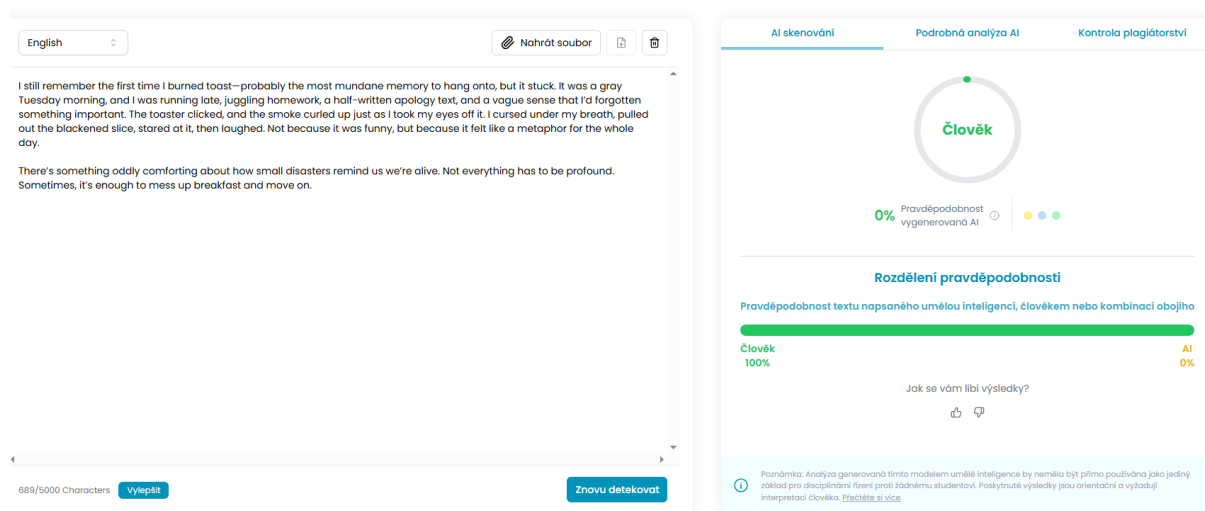 English
Nahrát soubor
I still remember the first time I burned toast—probably the most mundane memory to hang onto, but it stuck. It was a gray
Tuesday morning, and I was running late, juggling homework, a half-written apology text, and a vague sense that I'd forgotten
something important. The toaster clicked, and the smoke curled up just as I took my eyes off it. I cursed under my breath, pulled
out the blackened slice, stared at it, then laughed. Not because it was funny, but because it felt like a metaphor for the whole
day.
There's something oddly comforting about how small disasters remind us we're alive. Not everything has to be profound.
Sometimes, it's enough to mess up breakfast and move on.
689/5000 Characters
Vylepšit
Znovu detekovat
AI skenování
Podrobná analýza AI
Kontrola plagiátorství
Člověk
0%
Pravděpodobnost
vygenerovaná AI
Rozdělení pravděpodobnosti
Pravděpodobnost textu napsaného umělou inteligencí, člověkem nebo kombinací obojího
Člověk
100%
AI
0%
Jak se vám líbí výsledky?
Poznámka: Analýza generovaná tímto modelem umělé inteligence by neměla být přímo používána jako jediný
základ pro disciplinární řízení proti žádnému studentovi. Poskytnuté výsledky jsou orientační a vyžadují
interpretaci člověka. Přečtěte si více